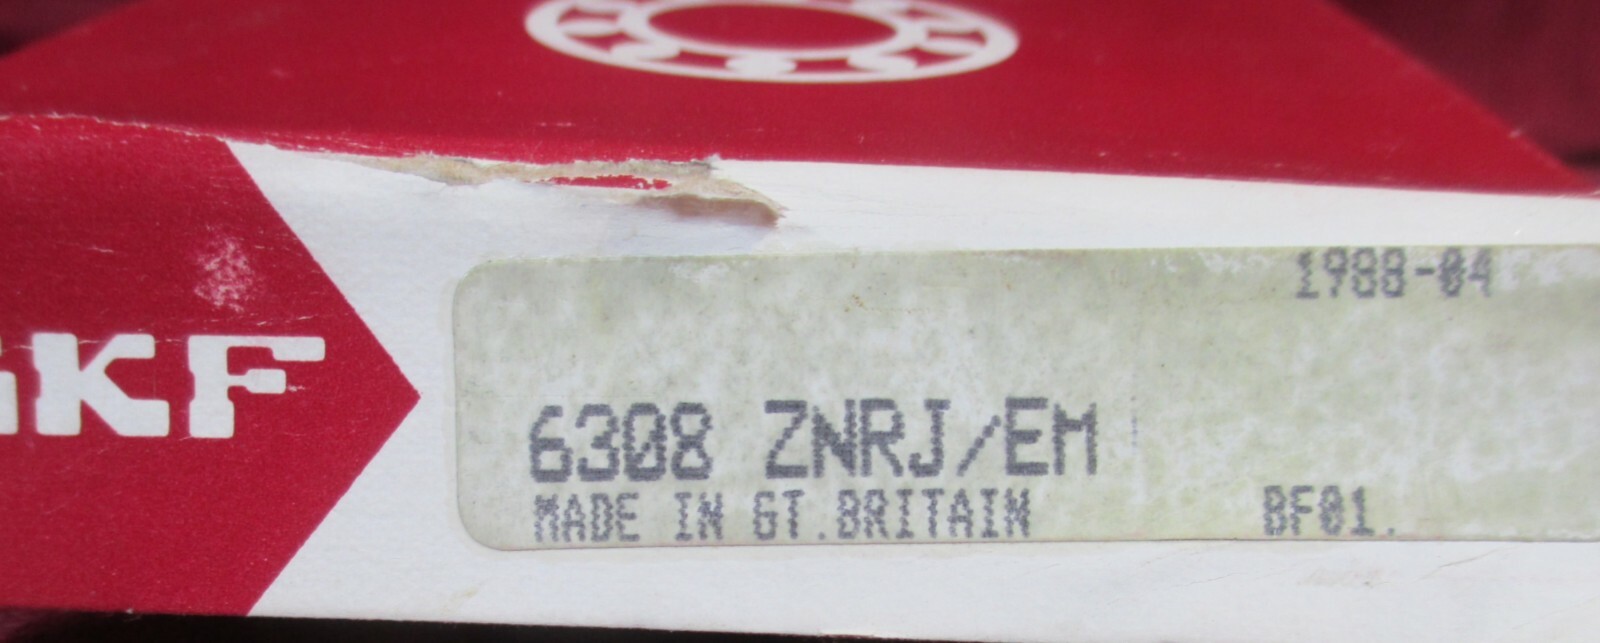 SKF
1988-04
6308 ZNRJ/EM
MADE IN GT.BRITAIN BF01.